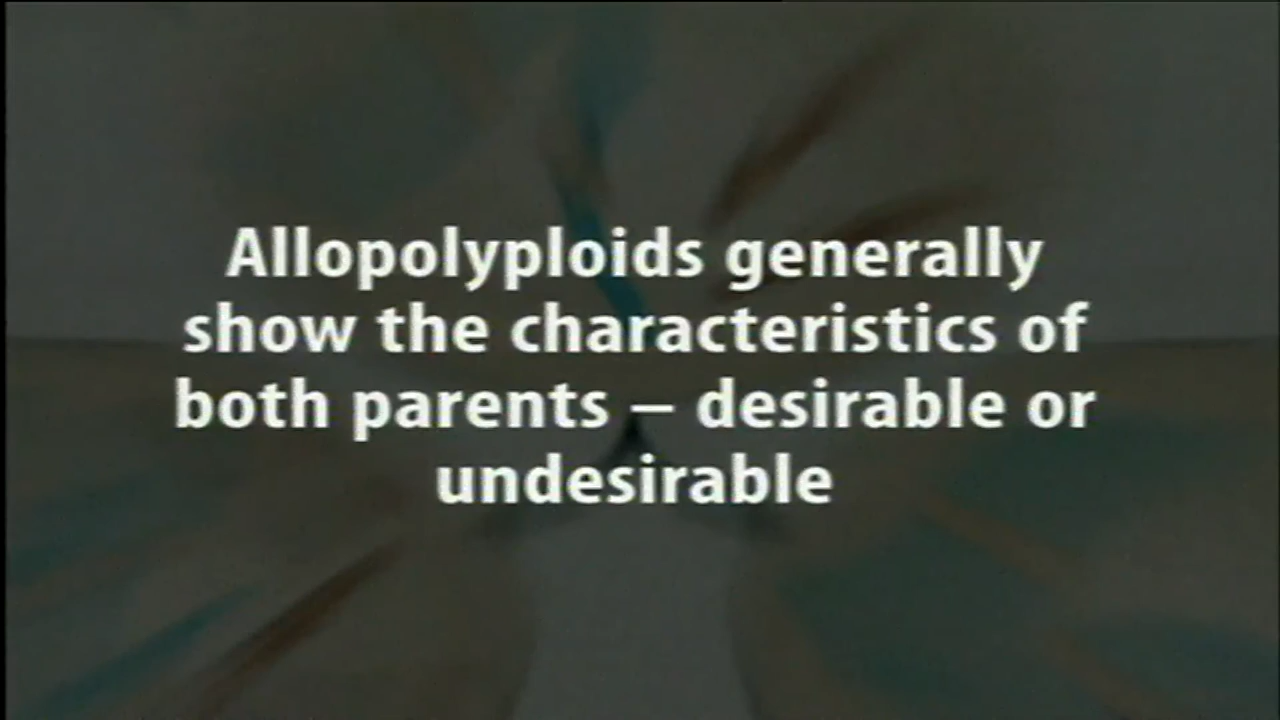 Allopolyploids generally
show the characteristics of
both parents – desirable or
undesirable